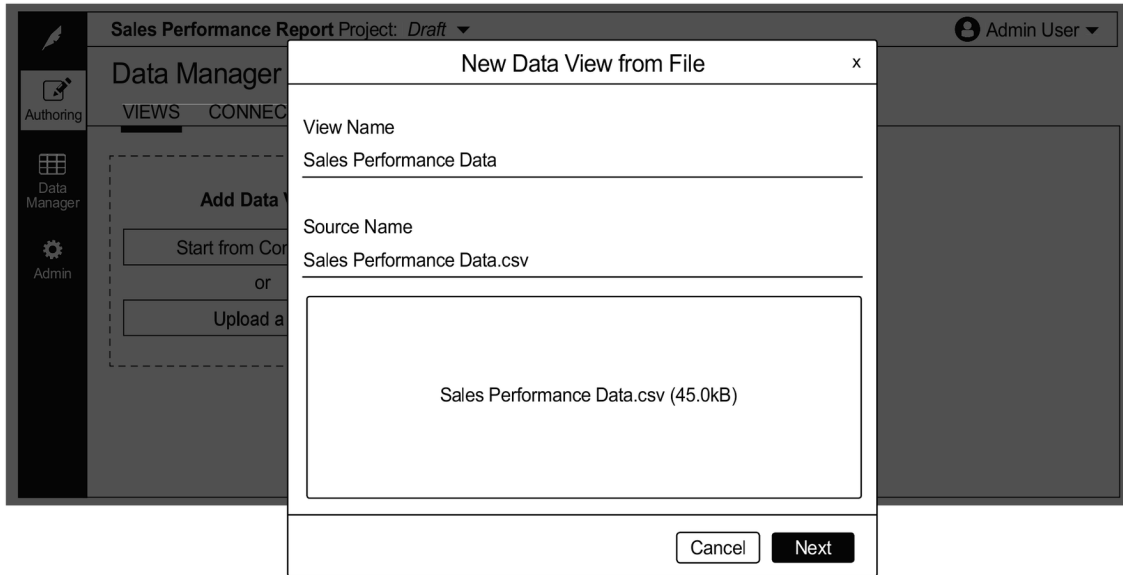 Sales Performance Report Project: Draft
Admin User
Authoring
Data Manager
Admin
Data Manager
VIEWS CONNEC
Add Data V
Start from Con
or
Upload a
New Data View from File
x
View Name
Sales Performance Data
Source Name
Sales Performance Data.csv
Sales Performance Data.csv (45.0kB)
Cancel Next